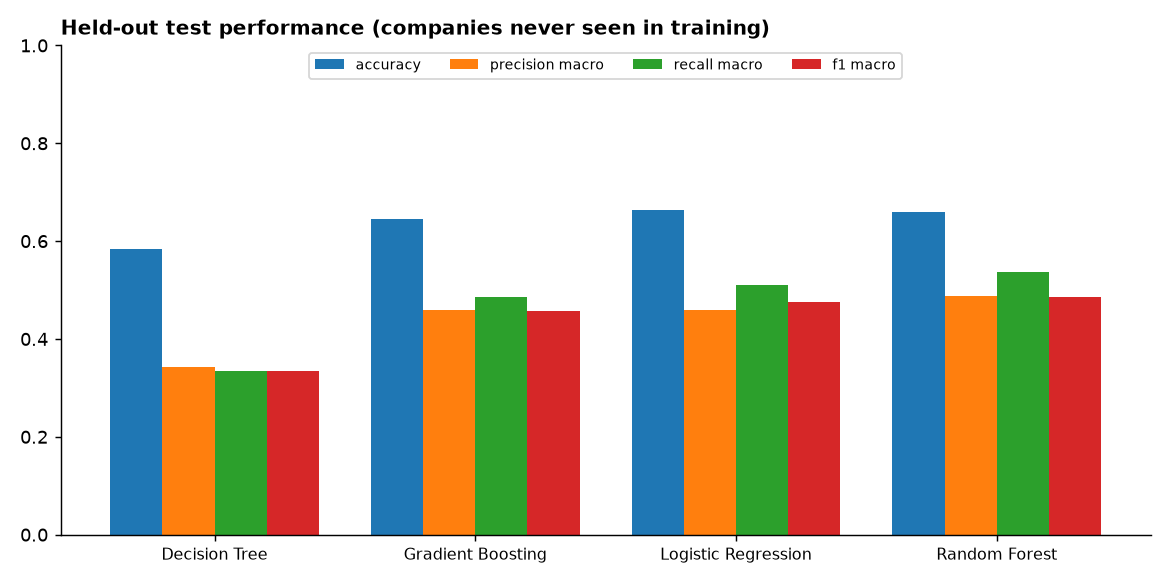 Held-out test performance (companies never seen in training)
1.0
accuracy precision macro recall macro f1 macro
0.8
0.6
0.4
0.2
0.0
Decision Tree Gradient Boosting Logistic Regression Random Forest